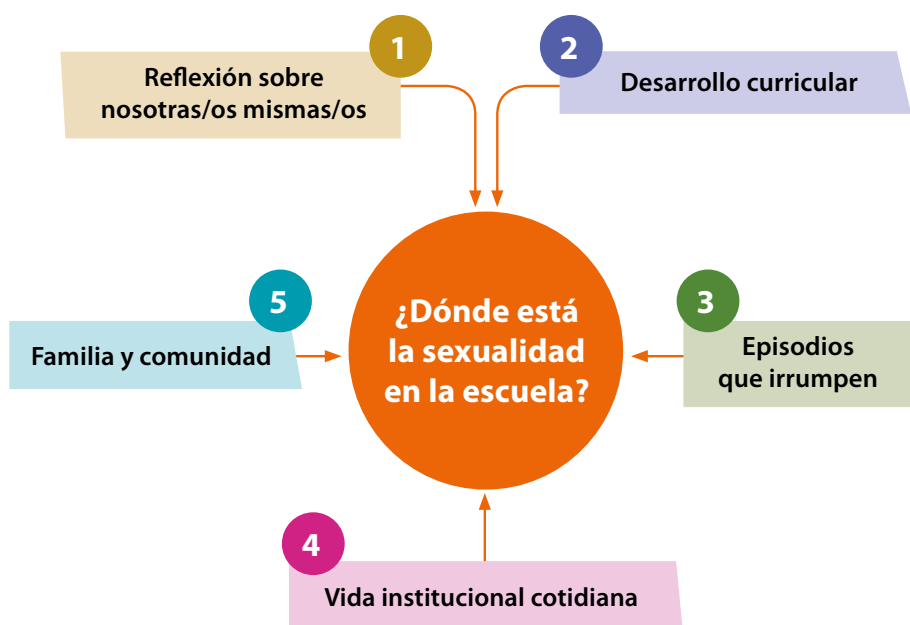 1
Reflexión sobre
nosotras/os mismas/os
2
Desarrollo curricular
¿Dónde está
la sexualidad
en la escuela?
3
Episodios
que irrumpen
4
Vida institucional cotidiana
5
Familia y comunidad